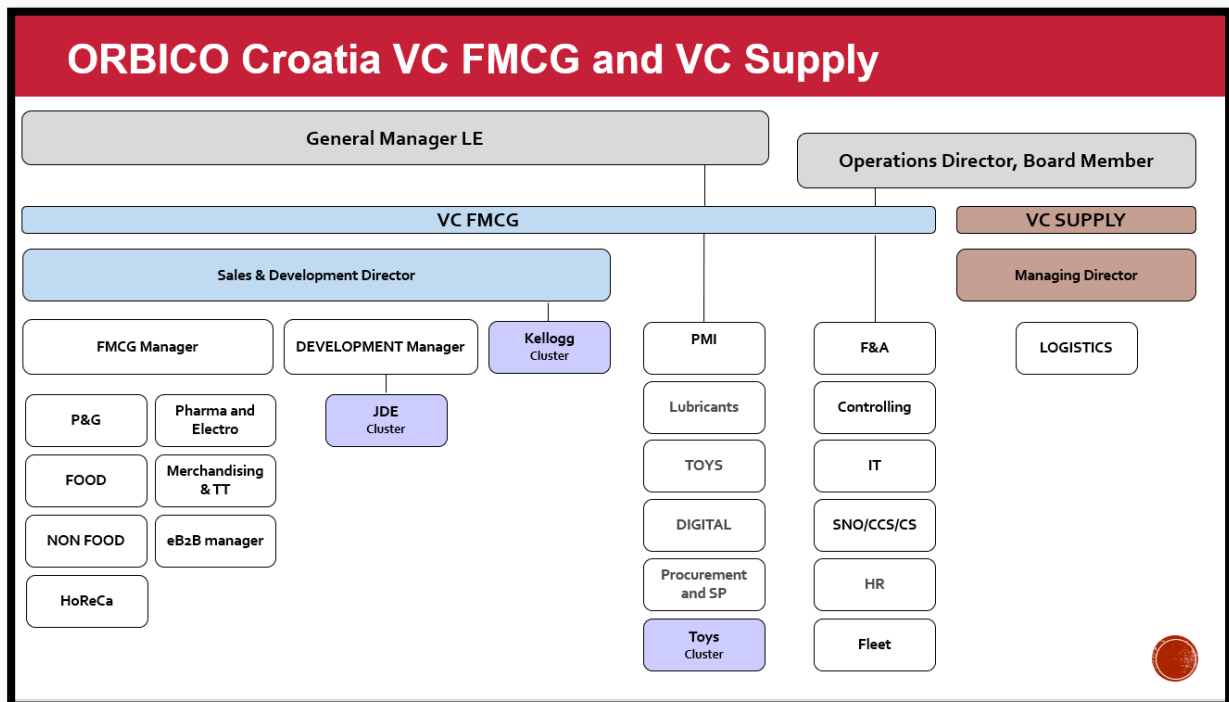 ORBICO Croatia VC FMCG and VC Supply
General Manager LE
Operations Director, Board Member
VC FMCG
VC SUPPLY
Sales & Development Director
Managing Director
FMCG Manager
DEVELOPMENT Manager
Kellogg
Cluster
PMI
F&A
LOGISTICS
P&G
Pharma and
Electro
JDE
Cluster
Lubricants
Controlling
FOOD
Merchandising
& TT
TOYS
IT
NON FOOD
eB2B manager
DIGITAL
SNO/CCS/CS
HoReCa
Procurement
and SP
HR
Toys
Cluster
Fleet